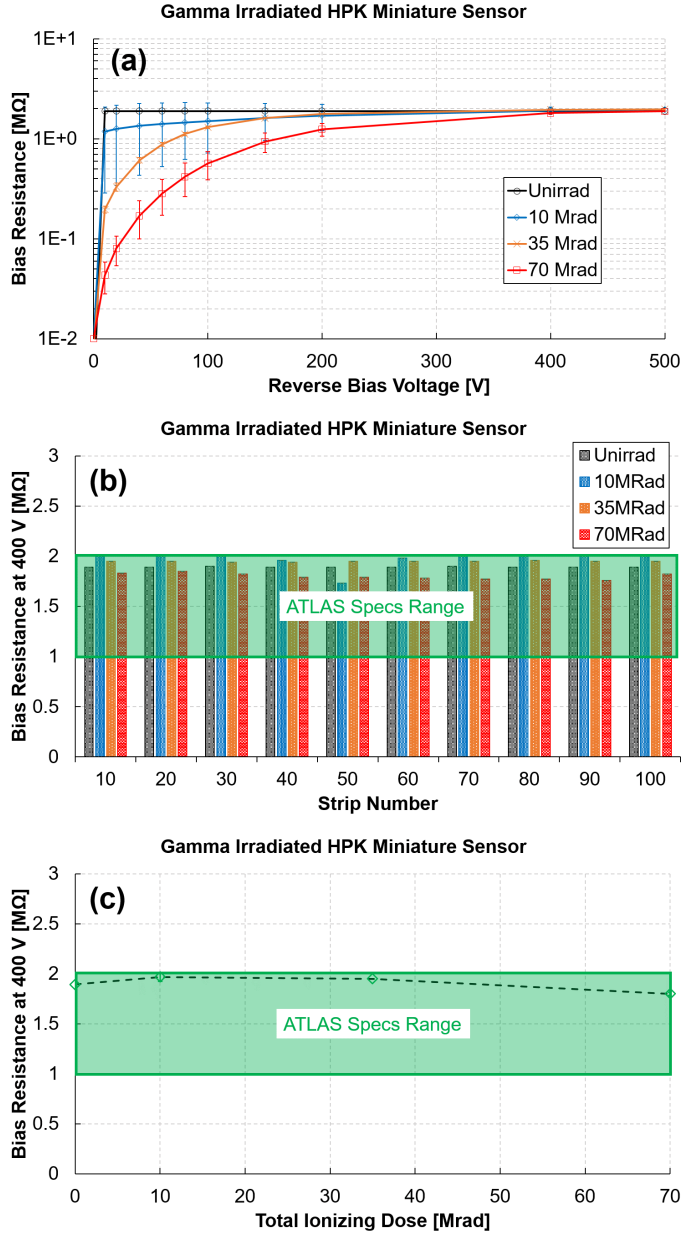 Gamma Irradiated HPK Miniature Sensor
(a)
Bias Resistance [MΩ]
1E+1
1E+0
1E-1
1E-2
Unirrad
10 Mrad
35 Mrad
70 Mrad
0 100 200 300 400 500
Reverse Bias Voltage [V]
Gamma Irradiated HPK Miniature Sensor
(b)
Bias Resistance at 400 V [MΩ]
3
2.5
2
1.5
1
0.5
0
Unirrad
10MRad
35MRad
70MRad
ATLAS Specs Range
10 20 30 40 50 60 70 80 90 100
Strip Number
Gamma Irradiated HPK Miniature Sensor
(c)
Bias Resistance at 400 V [MΩ]
3
2.5
2
1.5
1
0.5
0
ATLAS Specs Range
0 10 20 30 40 50 60 70
Total Ionizing Dose [Mrad]